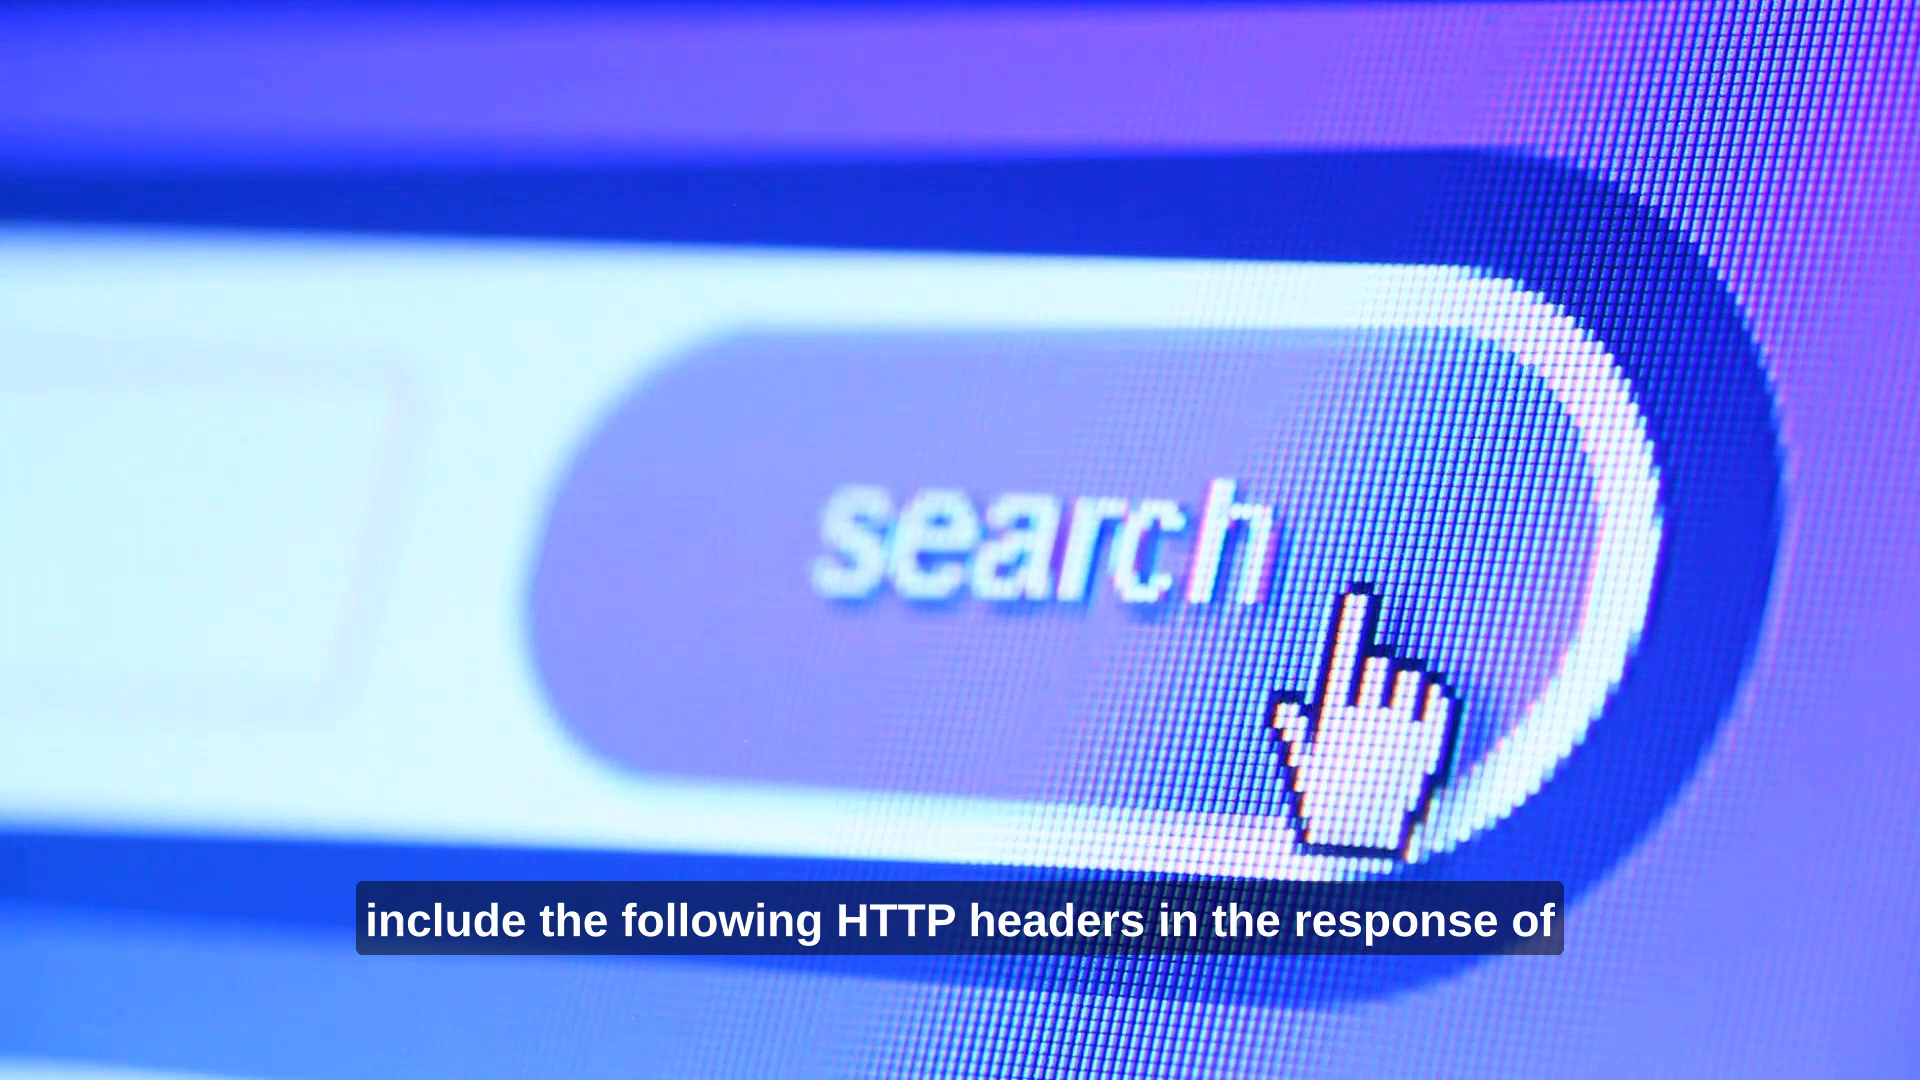 search
include the following HTTP headers in the response of